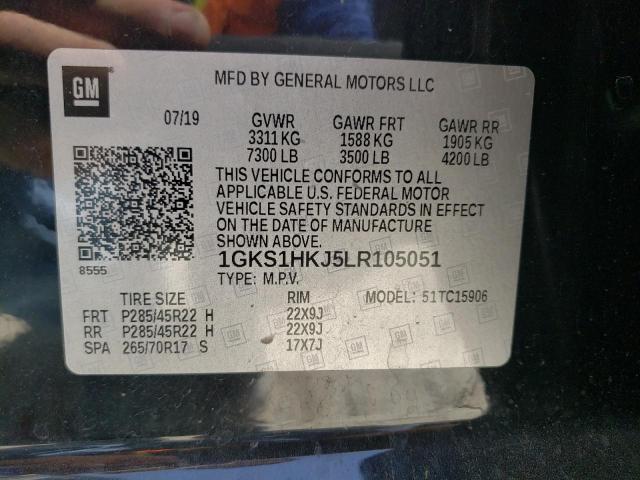 GM
MFD BY GENERAL MOTORS LLC
07/19 GVWR GAWR FRT GAWR RR
3311 KG 1588 KG 1905 KG
7300 LB 3500 LB 4200 LB
THIS VEHICLE CONFORMS TO ALL
APPLICABLE U.S. FEDERAL MOTOR
VEHICLE SAFETY STANDARDS IN EFFECT
ON THE DATE OF MANUFACTURE
SHOWN ABOVE.
8555
1GKS1HKJ5LR105051
TYPE: M.P.V.
TIRE SIZE RIM MODEL: 51TC15906
FRT P285/45R22 H 22X9J
RR P285/45R22 H 22X9J
SPA 265/70R17 S 17X7J